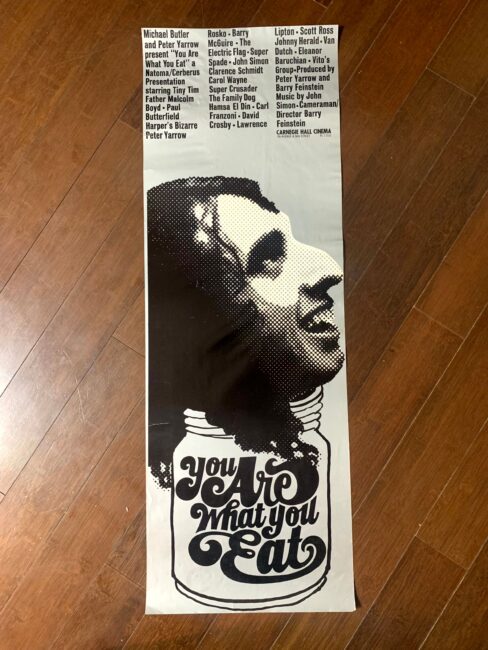 Michael Butler
and Peter Yarrow
present "You Are
What You Eat" a
Natoma/Cerberus
Presentation
starring Tiny Tim
Father Malcolm
Boyd • Paul
Butterfield
Harper's Bizarre
Peter Yarrow
Rosko • Barry
McGuire • The
Electric Flag • Super
Spade • John Simon
Clarence Schmidt
Carol Wayne
Super Crusader
The Family Dog
Hamsa El Din • Carl
Franzoni • David
Crosby • Lawrence
Lipton • Scott Ross
Johnny Herald • Van
Dutch • Eleanor
Baruchian • Vito's
Group • Produced by
Peter Yarrow and
Barry Feinstein
Music by John
Simon • Cameraman/
Director Barry
Feinstein
CARNEGIE HALL CINEMA
You
Are
What you
Eat